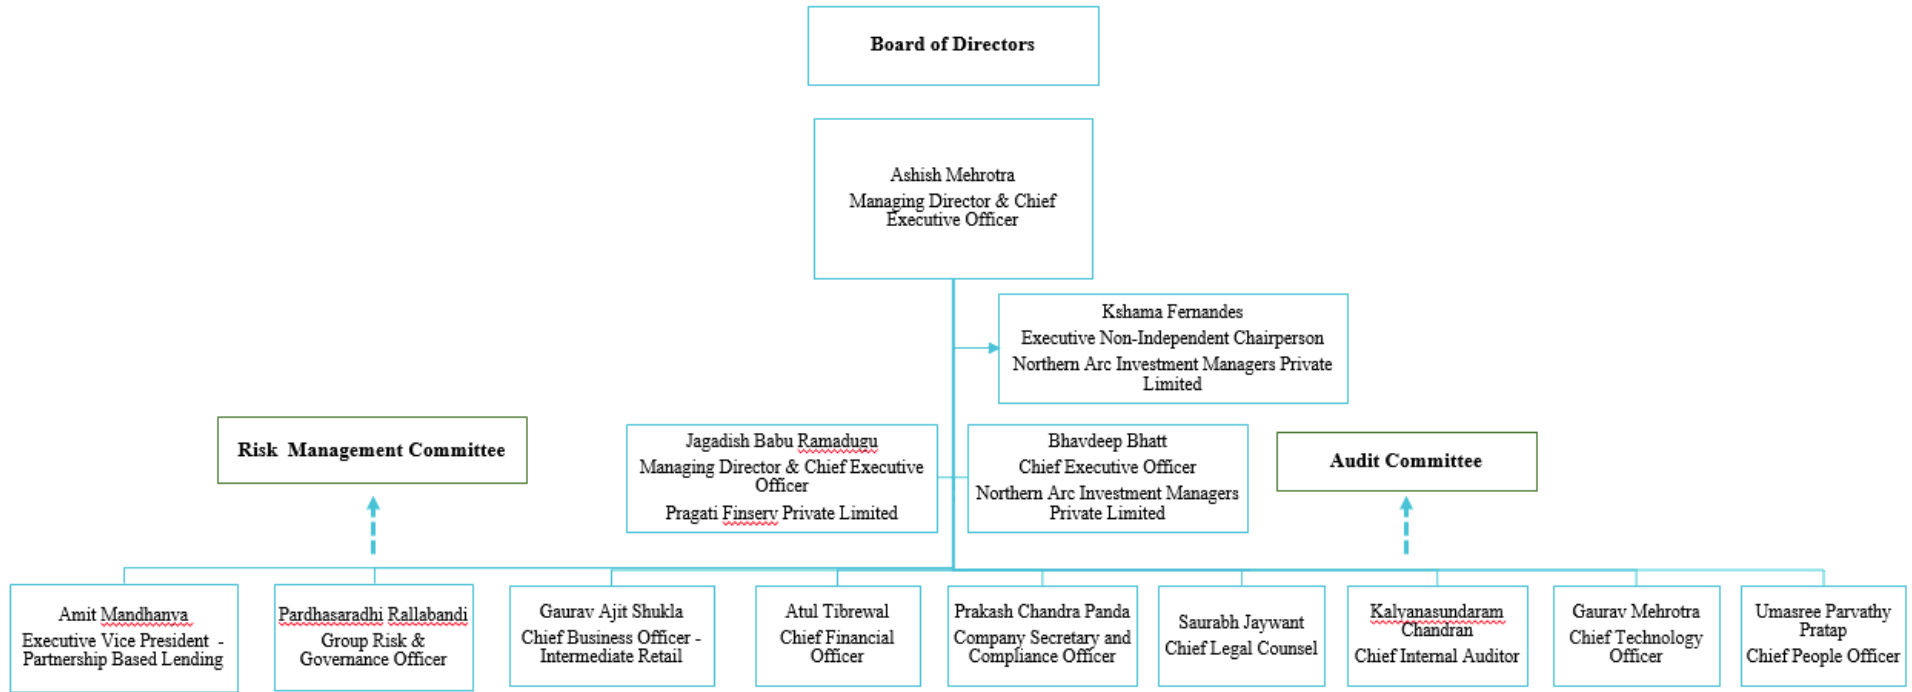 Board of Directors
Ashish Mehrotra
Managing Director & Chief
Executive Officer
Kshama Fernandes
Executive Non-Independent Chairperson
Northern Arc Investment Managers Private
Limited
Risk Management Committee
Jagadish Babu Ramadugu
Managing Director & Chief Executive
Officer
Pragati Finserv Private Limited
Bhavdeep Bhatt
Chief Executive Officer
Northern Arc Investment Managers
Private Limited
Audit Committee
Amit Mandhanya
Executive Vice President -
Partnership Based Lending
Pardhasaradhi Rallabandi
Group Risk &
Governance Officer
Gaurav Ajit Shukla
Chief Business Officer -
Intermediate Retail
Atul Tibrewal
Chief Financial
Officer
Prakash Chandra Panda
Company Secretary and
Compliance Officer
Saurabh Jaywant
Chief Legal Counsel
Kalyanasundaram
Chandran
Chief Internal Auditor
Gaurav Mehrotra
Chief Technology
Officer
Umasree Parvathy
Pratap
Chief People Officer